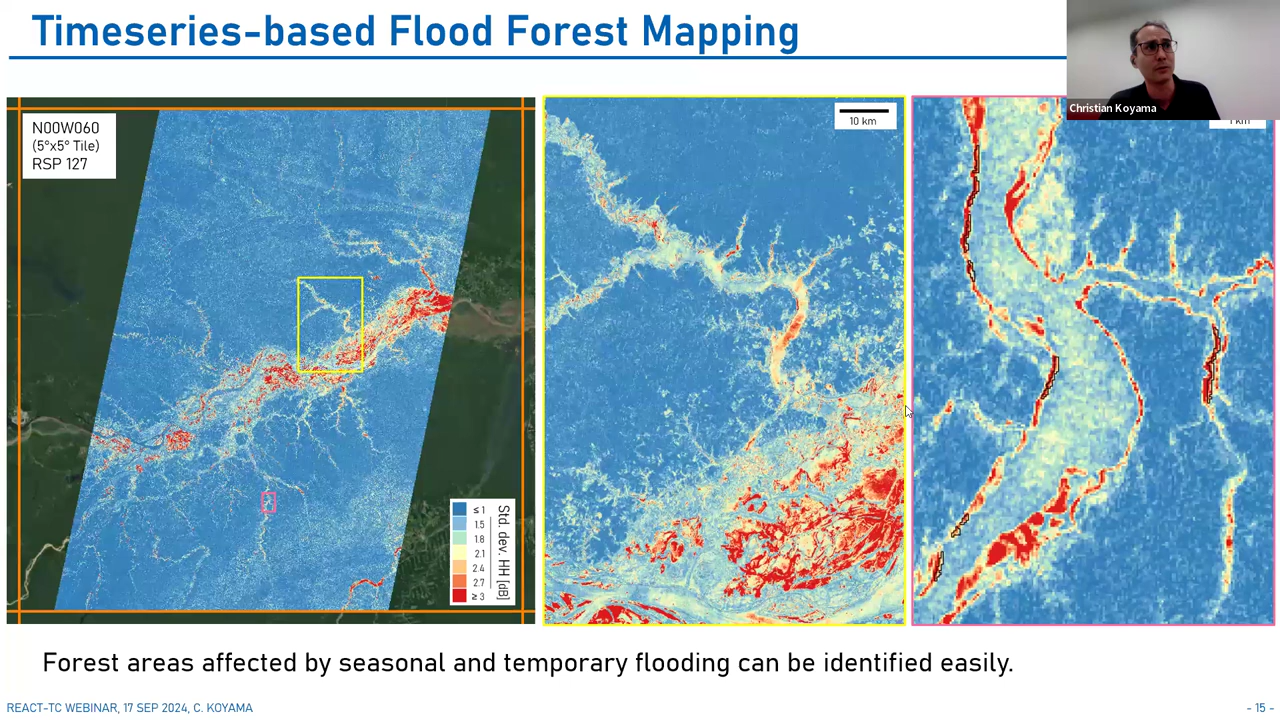 Timeseries-based Flood Forest Mapping
Christian Koyama
N00W060
(5°x5° Tile)
RSP 127
10 km
km
≤ 1
1.5
1.8
2.1
2.4
2.7
≥ 3
Std. dev. HH [dB]
Forest areas affected by seasonal and temporary flooding can be identified easily.
REACT-TC WEBINAR, 17 SEP 2024, C. KOYAMA
- 15 -